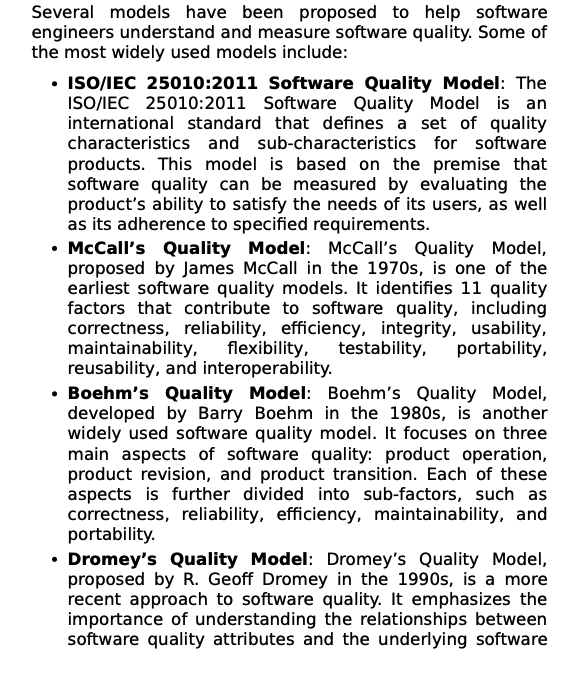 Several models have been proposed to help software
engineers understand and measure software quality. Some of
the most widely used models include:
• ISO/IEC 25010:2011 Software Quality Model: The
ISO/IEC 25010:2011 Software Quality Model is an
international standard that defines a set of quality
characteristics and sub-characteristics for software
products. This model is based on the premise that
software quality can be measured by evaluating the
product’s ability to satisfy the needs of its users, as well
as its adherence to specified requirements.
• McCall’s Quality Model: McCall’s Quality Model,
proposed by James McCall in the 1970s, is one of the
earliest software quality models. It identifies 11 quality
factors that contribute to software quality, including
correctness, reliability, efficiency, integrity, usability,
maintainability, flexibility, testability, portability,
reusability, and interoperability.
• Boehm’s Quality Model: Boehm’s Quality Model,
developed by Barry Boehm in the 1980s, is another
widely used software quality model. It focuses on three
main aspects of software quality: product operation,
product revision, and product transition. Each of these
aspects is further divided into sub-factors, such as
correctness, reliability, efficiency, maintainability, and
portability.
• Dromey’s Quality Model: Dromey’s Quality Model,
proposed by R. Geoff Dromey in the 1990s, is a more
recent approach to software quality. It emphasizes the
importance of understanding the relationships between
software quality attributes and the underlying software